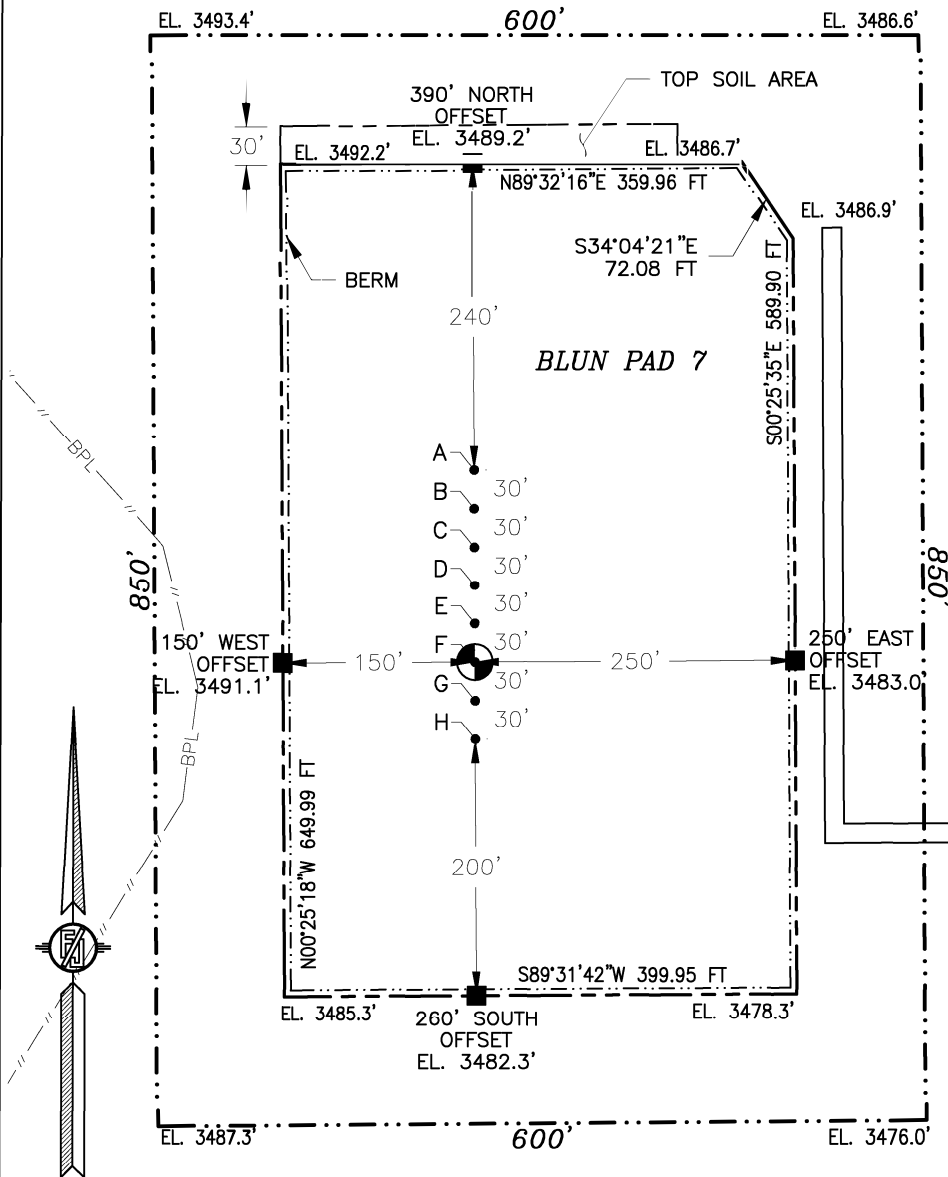 EL. 3493.4'
600'
EL. 3486.6'
TOP SOIL AREA
390' NORTH
OFFSET
EL. 3489.2'
30'
EL. 3492.2'
EL. 3486.7'
N89°32'16"E 359.96 FT
EL. 3486.9'
S34°04'21"E
72.08 FT
BERM
S00°25'35"E 589.90 FT
240'
BLUN PAD 7
BPL
A
30'
B
30'
C
30'
D
30'
E
30'
F
30'
G
30'
H
850'
850'
150' WEST
OFFSET
EL. 3491.1'
150'
250'
250' EAST
OFFSET
EL. 3483.0'
BPL
N00°25'18"W 649.99 FT
200'
S89°31'42"W 399.95 FT
EL. 3485.3'
260' SOUTH
OFFSET
EL. 3482.3'
EL. 3478.3'
EL. 3487.3'
600'
EL. 3476.0'